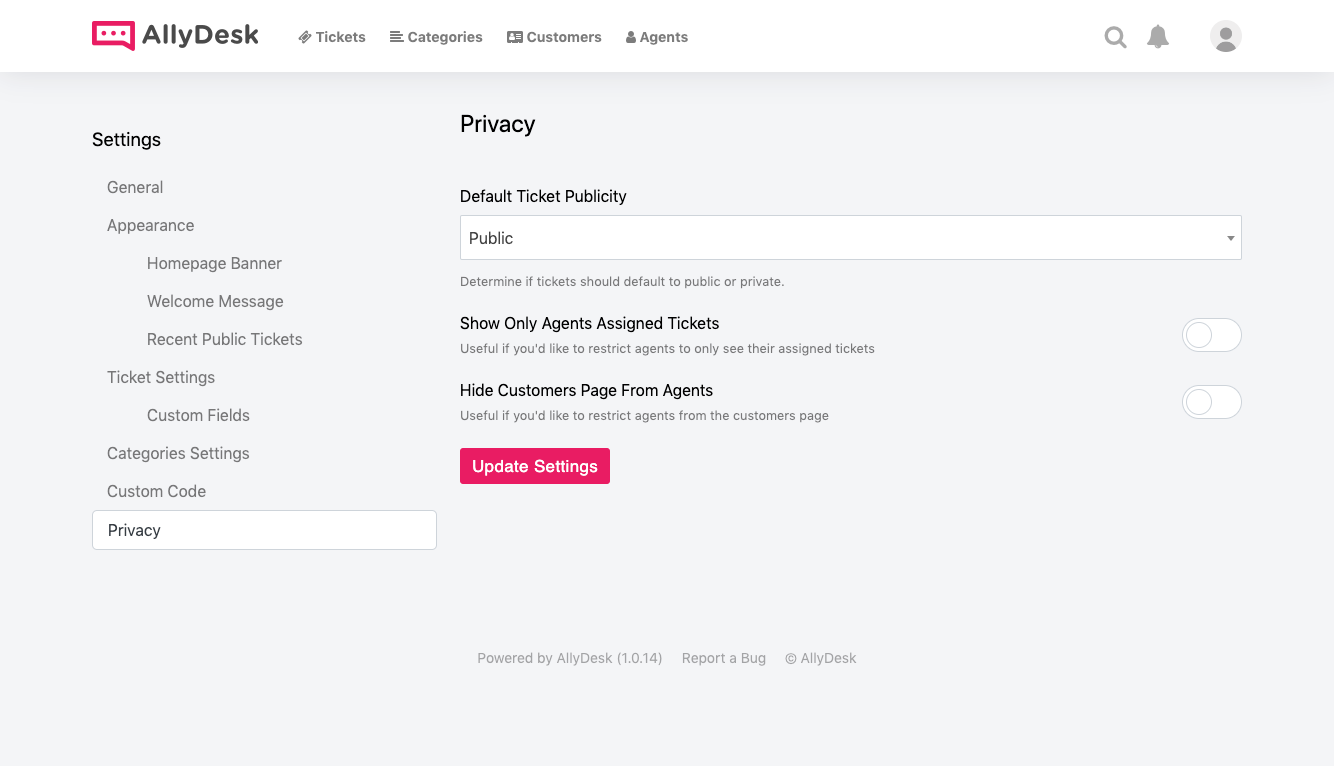 AllyDesk
Tickets
Categories
Customers
Agents
Settings
General
Appearance
Homepage Banner
Welcome Message
Recent Public Tickets
Ticket Settings
Custom Fields
Categories Settings
Custom Code
Privacy
Privacy
Default Ticket Publicity
Public
Determine if tickets should default to public or private.
Show Only Agents Assigned Tickets
Useful if you'd like to restrict agents to only see their assigned tickets
Hide Customers Page From Agents
Useful if you'd like to restrict agents from the customers page
Update Settings
Powered by AllyDesk (1.0.14) Report a Bug © AllyDesk